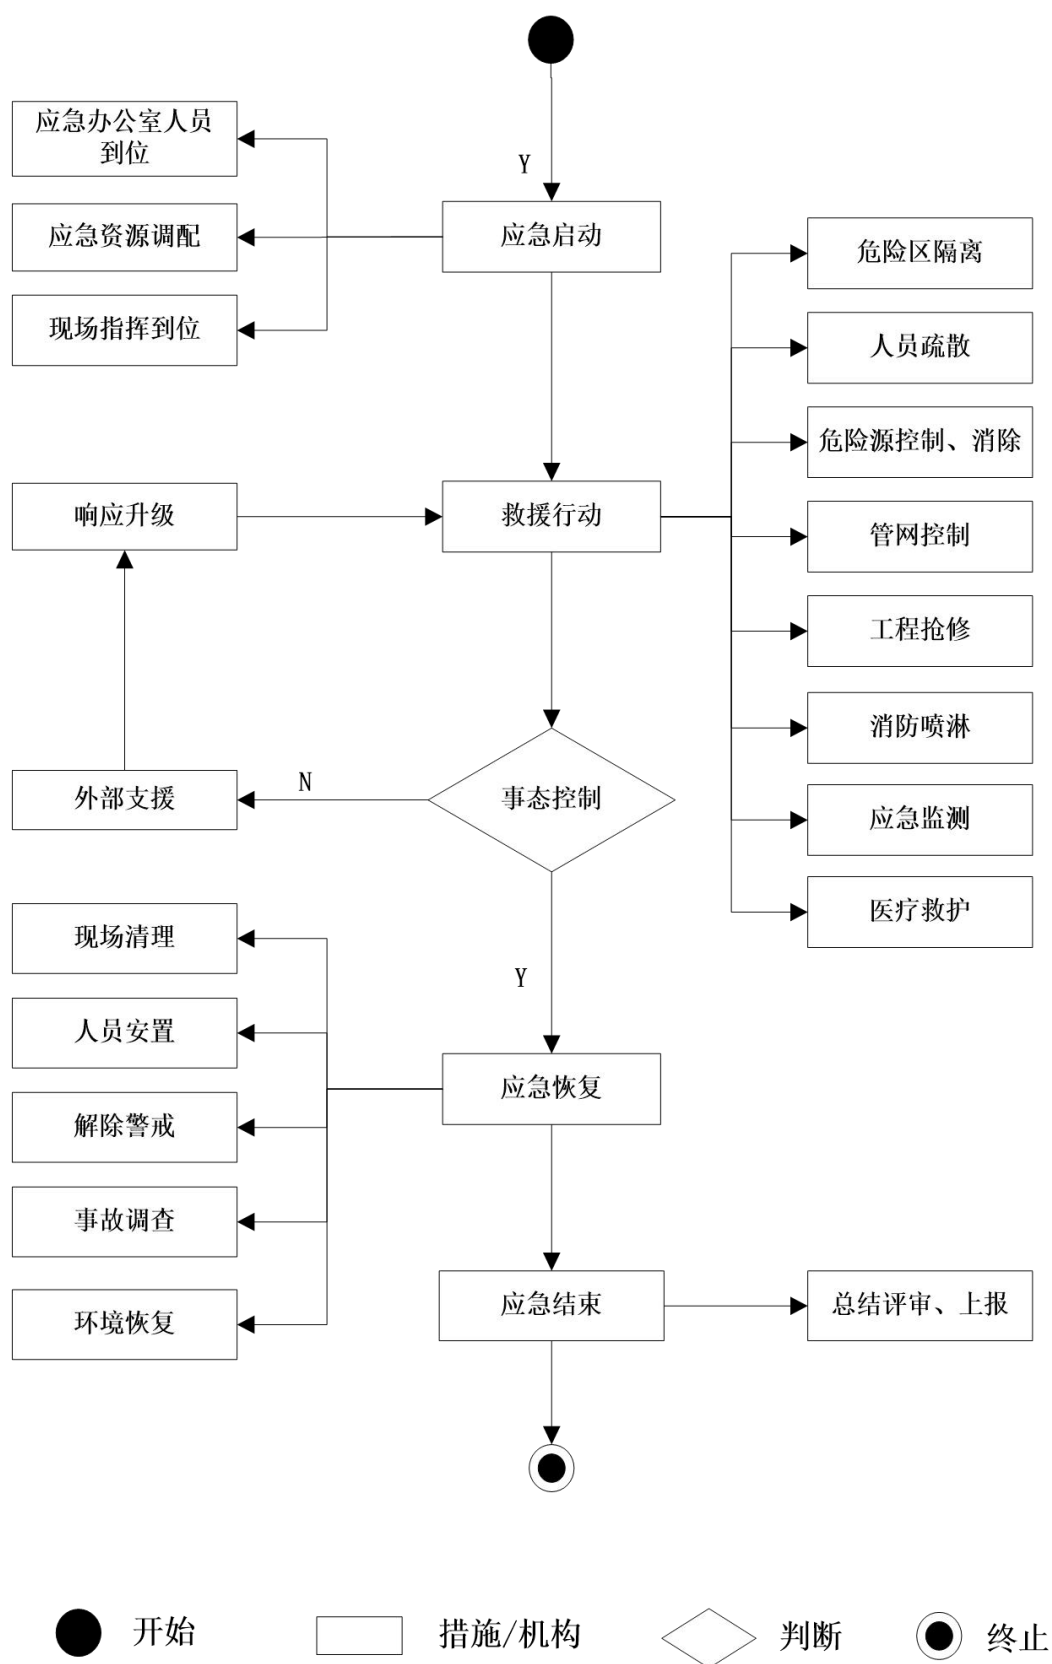 应急办公室人员
到位
Y
应急资源调配
应急启动
危险区隔离
现场指挥到位
人员疏散
危险源控制、消除
响应升级
救援行动
管网控制
工程抢修
消防喷淋
外部支援
N
事态控制
应急监测
医疗救护
现场清理
Y
人员安置
应急恢复
解除警戒
事故调查
环境恢复
应急结束
总结评审、上报
开始
措施/机构
判断
终止